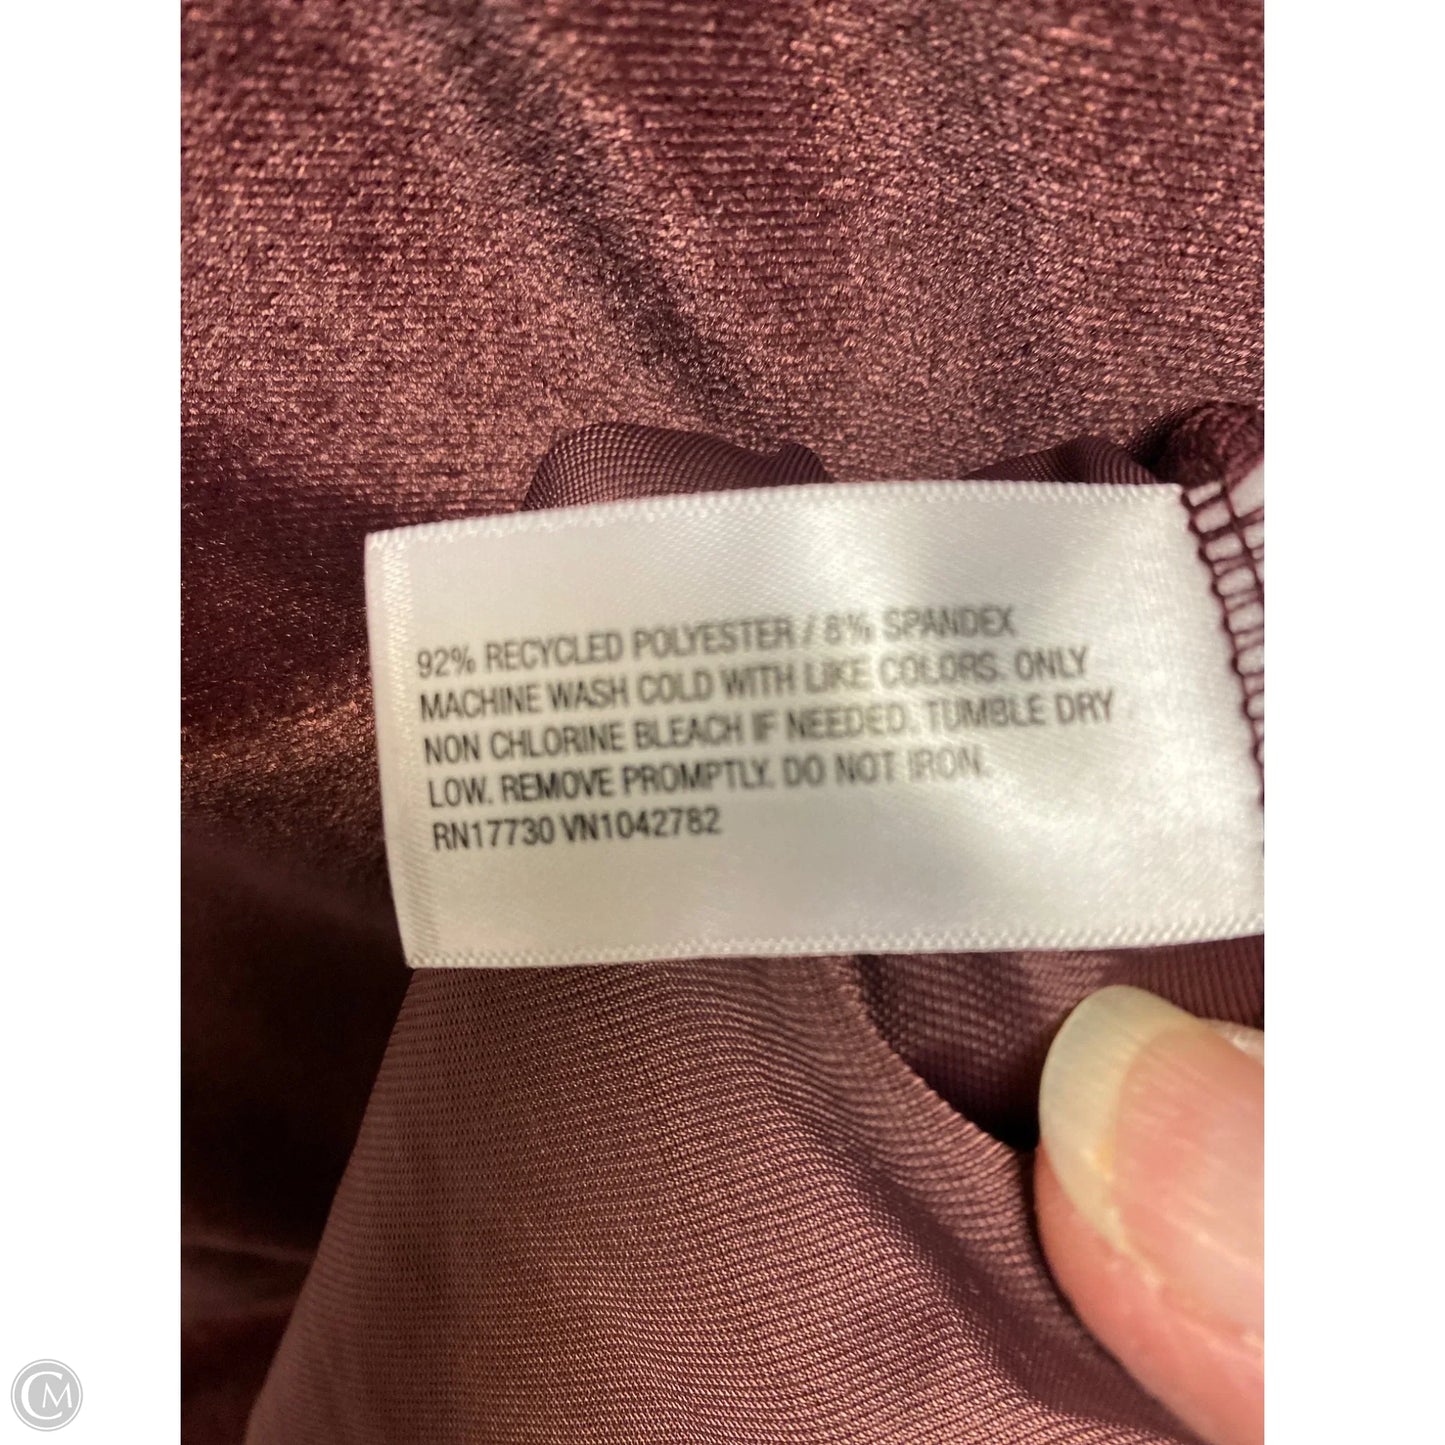 92% RECYCLED POLYESTER / 8% SPANDEX
MACHINE WASH COLD WITH LIKE COLORS. ONLY
NON CHLORINE BLEACH IF NEEDED. TUMBLE DRY
LOW. REMOVE PROMPTLY. DO NOT IRON.
RN17730 VN1042782
CM